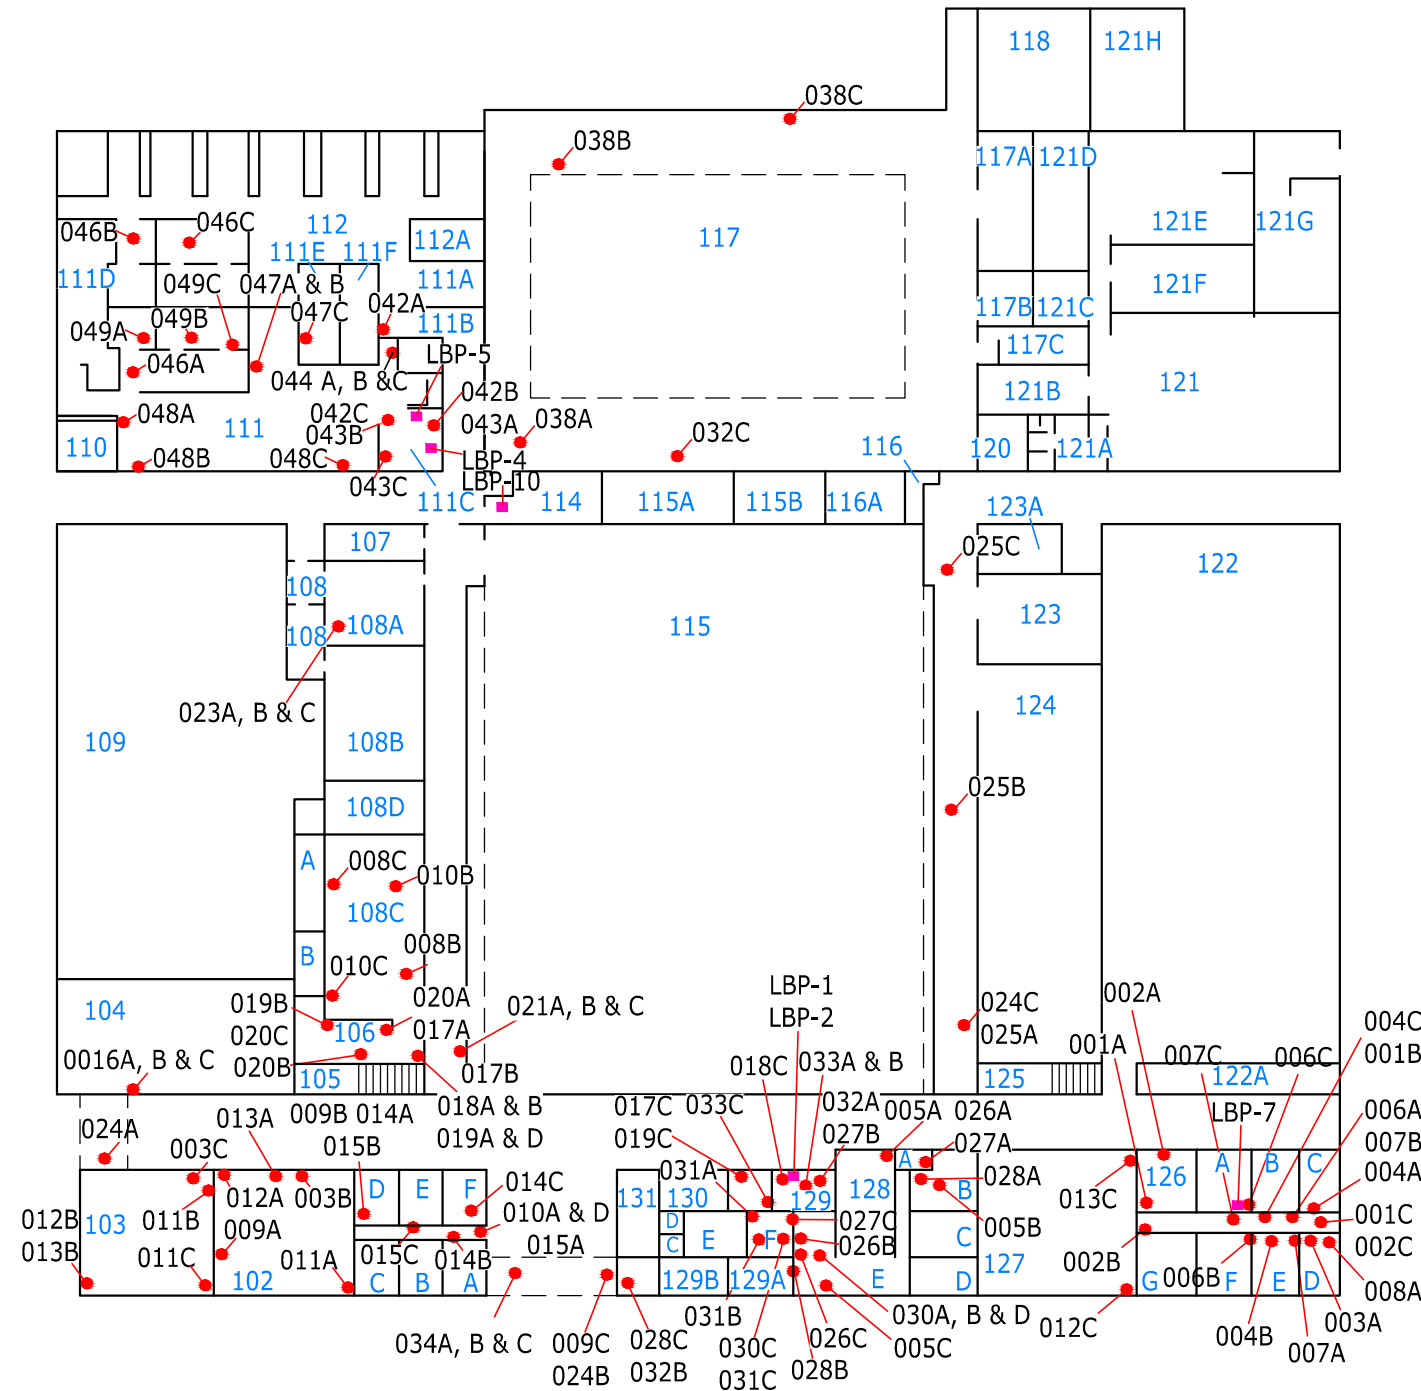 118
121H
038C
038B
117A
121D
112
046B
046C
117
121E
121G
112A
111E
111F
111D
111A
049C
047A & B
121F
117B
121C
042A
111B
049A
049B
047C
117C
046A
LBP-5
044 A, B &C
121B
121
042B
042C
048A
043A
038A
043B
111
110
032C
116
120
121A
048B
048C
LBP-4
043C
LBP-10
111C
114
115A
115B
116A
123A
107
025C
122
108
123
108
108A
115
023A, B & C
124
109
108B
025B
108D
A
008C
010B
108C
008B
B
010C
LBP-1
002A
104
019B
020A
021A, B & C
LBP-2
024C
004C
106
020C
017A
025A
001A
001B
0016A, B & C
020B
017B
018C
033A & B
007C
006C
105
018A & B
125
122A
009B 014A
017C
033C
032A
005A
026A
LBP-7
006A
013A
019A & D
024A
015B
019C
027B
027A
007B
003C
031A
028A
004A
A
B
C
A
126
D
E
F
014C
131
130
129
128
B
012A
003B
013C
103
011B
010A & D
D
005B
001C
012B
009A
E
F
027C
C
013B
015C
015A
C
026B
002B
002C
011C
011A
014B
102
C
B
A
129B
129A
E
D
127
G
006B
F
E
D
008A
031B
030A, B & D
034A, B & C
009C
028C
030C
026C
005C
012C
003A
024B
032B
031C
028B
004B
007A